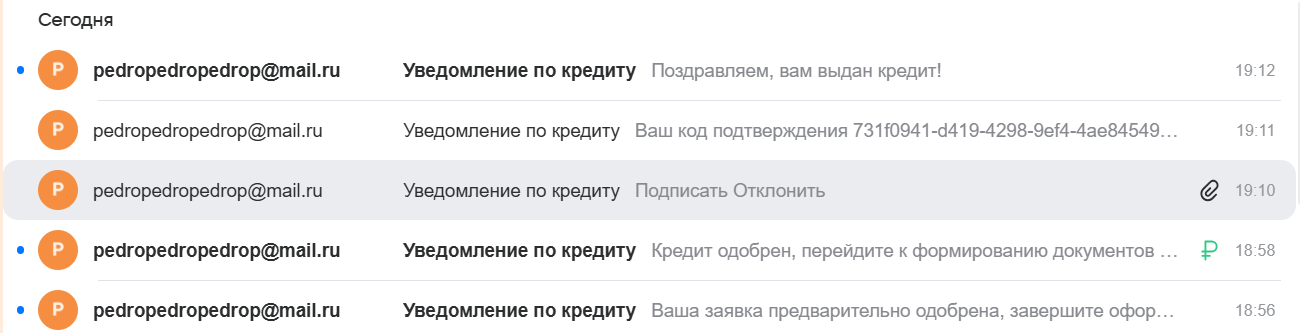 Сегодня
P pedropedropedrop@mail.ru Уведомление по кредиту Поздравляем, вам выдан кредит! 19:12
P pedropedropedrop@mail.ru Уведомление по кредиту Ваш код подтверждения 731f0941-d419-4298-9ef4-4ae84549... 19:11
P pedropedropedrop@mail.ru Уведомление по кредиту Подписать Отклонить 19:10
P pedropedropedrop@mail.ru Уведомление по кредиту Кредит одобрен, перейдите к формированию документов ... ₽ 18:58
P pedropedropedrop@mail.ru Уведомление по кредиту Ваша заявка предварительно одобрена, завершите офор... 18:56